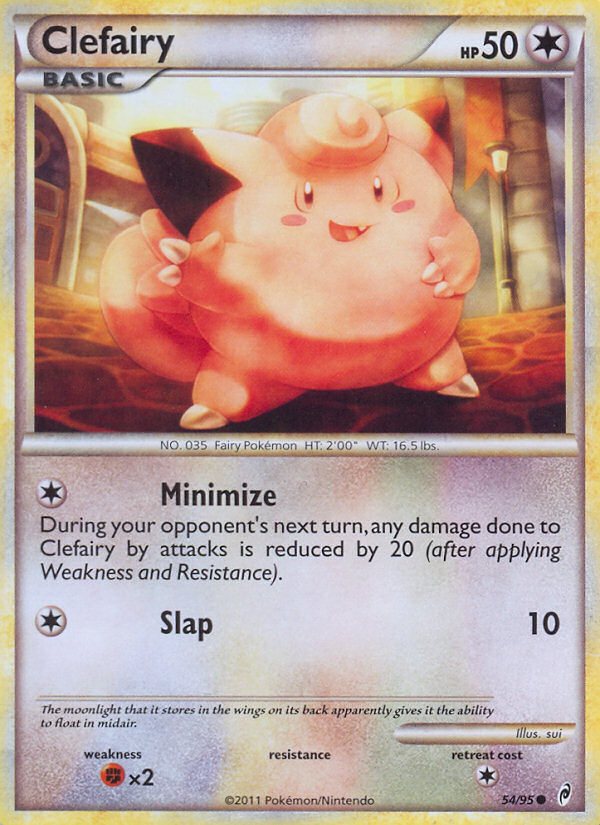 Clefairy
HP 50
BASIC
NO. 035 Fairy Pokémon HT: 2'00" WT: 16.5 lbs.
Minimize
During your opponent's next turn, any damage done to
Clefairy by attacks is reduced by 20 (after applying
Weakness and Resistance).
Slap 10
The moonlight that it stores in the wings on its back apparently gives it the ability
to float in midair.
Illus. sui
weakness resistance retreat cost
×2
©2011 Pokémon/Nintendo 54/95